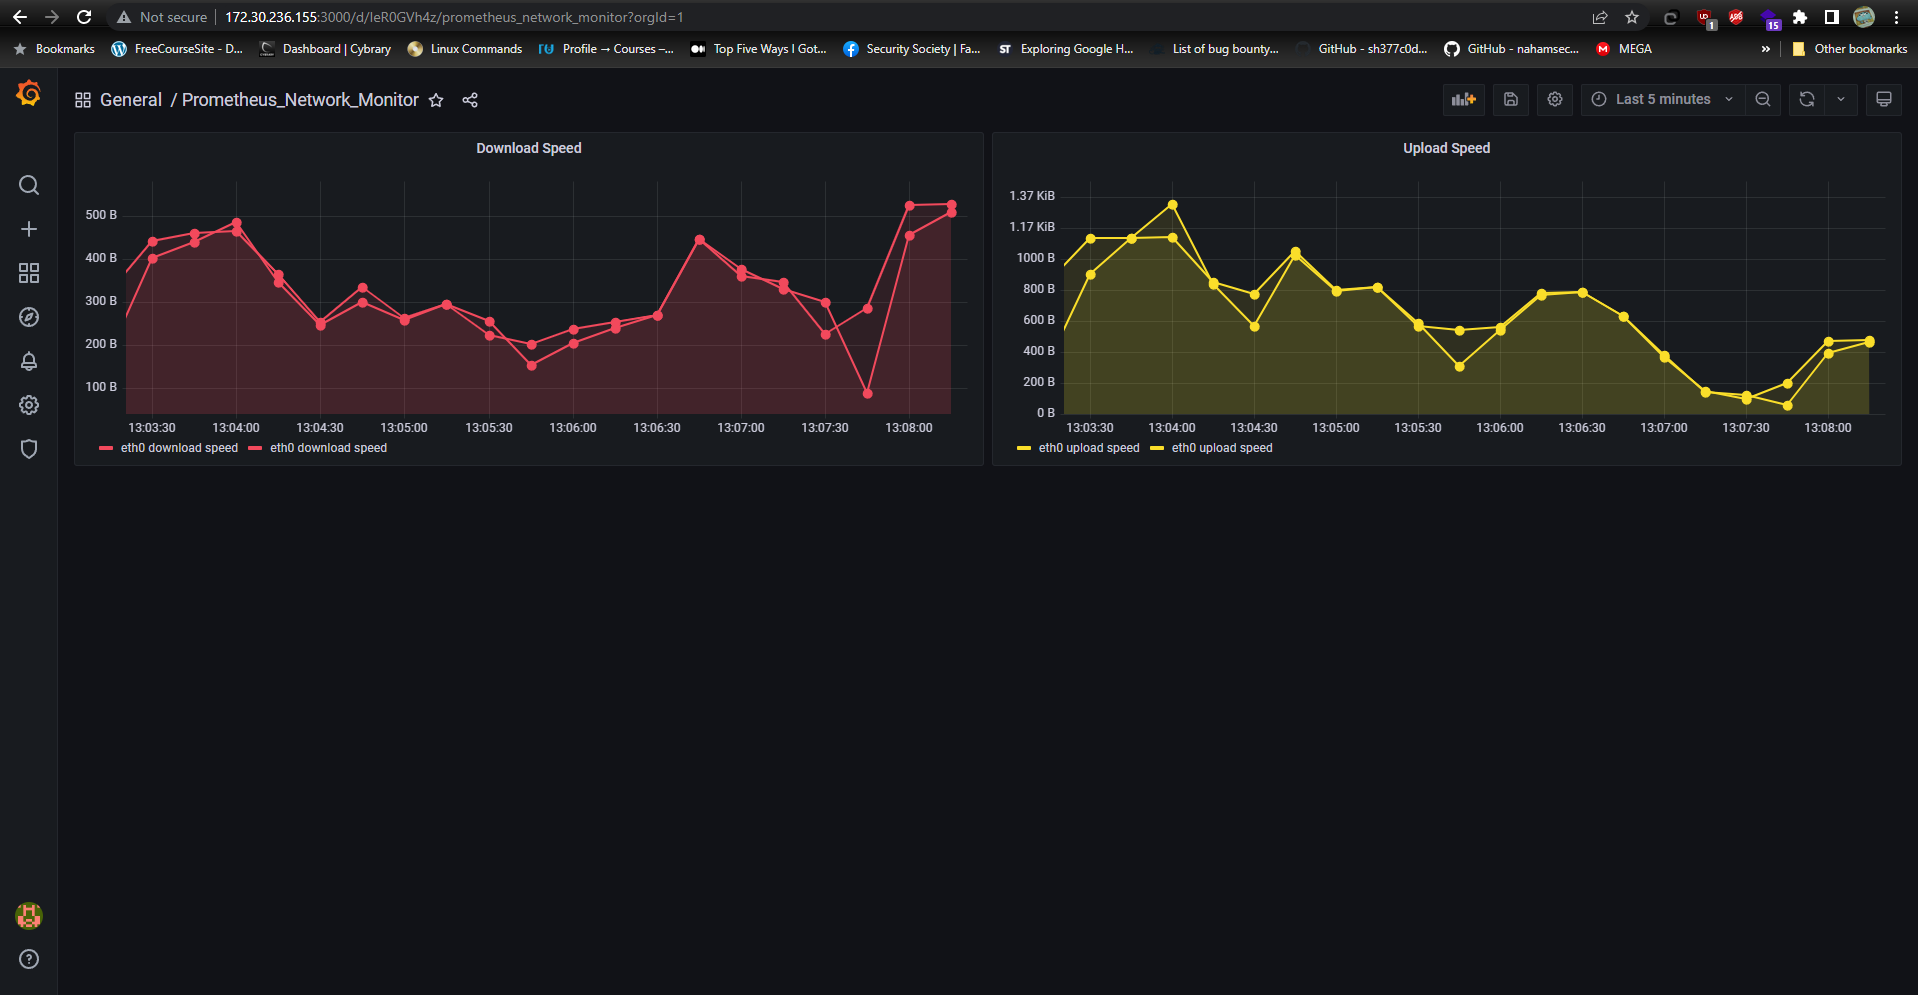 Not secure 172.30.236.155:3000/d/IeR0GVh4z/prometheus_network_monitor?orgId=1
1 ABP 15
Bookmarks FreeCourseSite - D... Dashboard | Cybrary Linux Commands Profile → Courses –... Top Five Ways I Got... Security Society | Fa... ST Exploring Google H... List of bug bounty... GitHub - sh377c0d... GitHub - nahamsec... M MEGA » Other bookmarks
General / Prometheus_Network_Monitor
Last 5 minutes
Download Speed
500 B
400 B
300 B
200 B
100 B
13:03:30 13:04:00 13:04:30 13:05:00 13:05:30 13:06:00 13:06:30 13:07:00 13:07:30 13:08:00
eth0 download speed eth0 download speed
Upload Speed
1.37 KiB
1.17 KiB
1000 B
800 B
600 B
400 B
200 B
0 B
13:03:30 13:04:00 13:04:30 13:05:00 13:05:30 13:06:00 13:06:30 13:07:00 13:07:30 13:08:00
eth0 upload speed eth0 upload speed